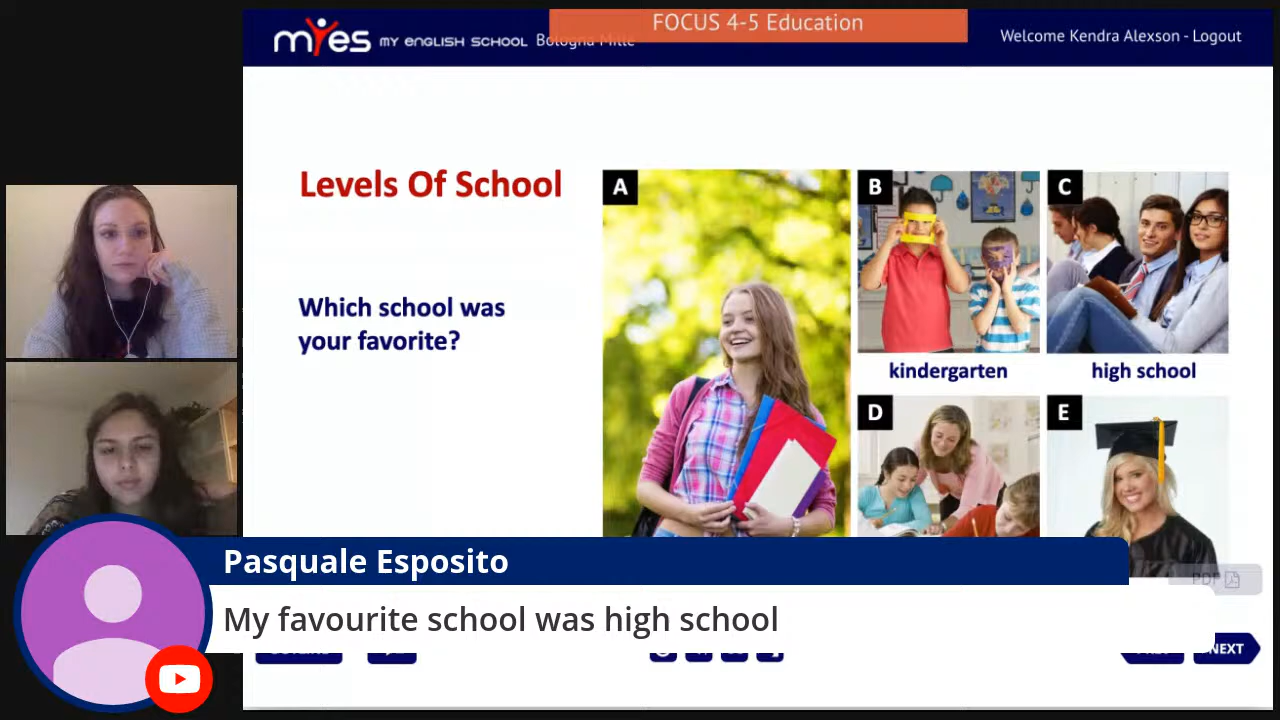 FOCUS 4-5 Education
myes MY ENGLISH SCHOOL Bologna Mille
Welcome Kendra Alexson - Logout
Levels Of School
Which school was
your favorite?
A
B
C
kindergarten
high school
D
E
PDF
Pasquale Esposito
My favourite school was high school
NEXT